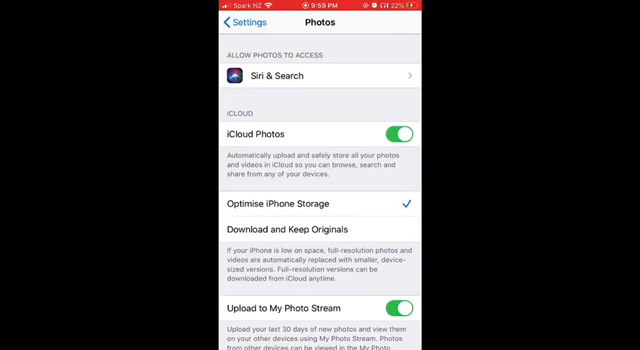 Spark NZ 9:59 PM 22%
Settings Photos
ALLOW PHOTOS TO ACCESS
Siri & Search
ICLOUD
iCloud Photos
Automatically upload and safely store all your photos
and videos in iCloud so you can browse, search and
share from any of your devices.
Optimise iPhone Storage
Download and Keep Originals
If your iPhone is low on space, full-resolution photos and
videos are automatically replaced with smaller, device-
sized versions. Full-resolution versions can be
downloaded from iCloud anytime.
Upload to My Photo Stream
Upload your last 30 days of new photos and view them
on your other devices using My Photo Stream. Photos
from other devices can be viewed in the My Photo